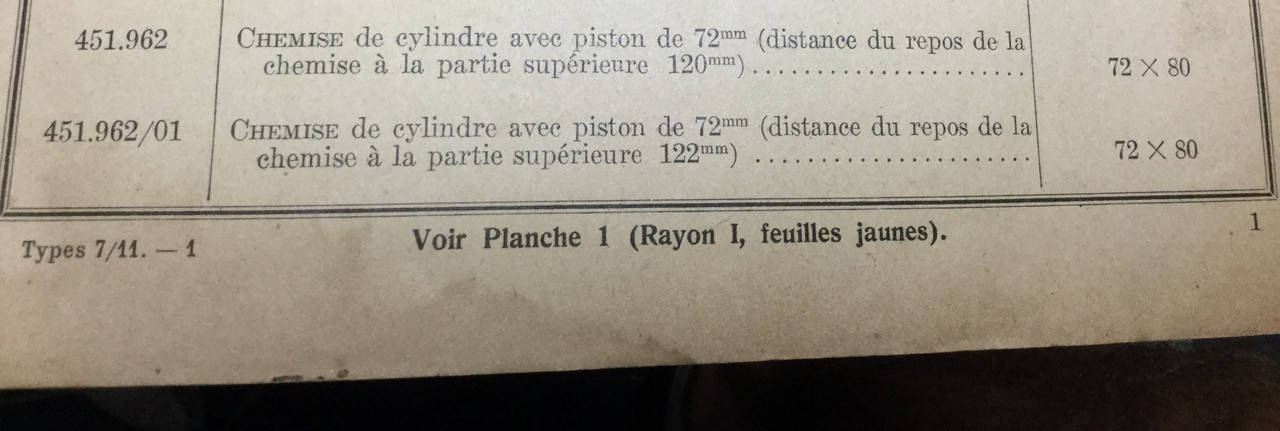 451.962 CHEMISE de cylindre avec piston de 72mm (distance du repos de la
chemise à la partie supérieure 120mm)...................... 72 × 80
451.962/01 CHEMISE de cylindre avec piston de 72mm (distance du repos de la
chemise à la partie supérieure 122mm) ...................... 72 × 80
Types 7/11. — 1 Voir Planche 1 (Rayon I, feuilles jaunes). 1